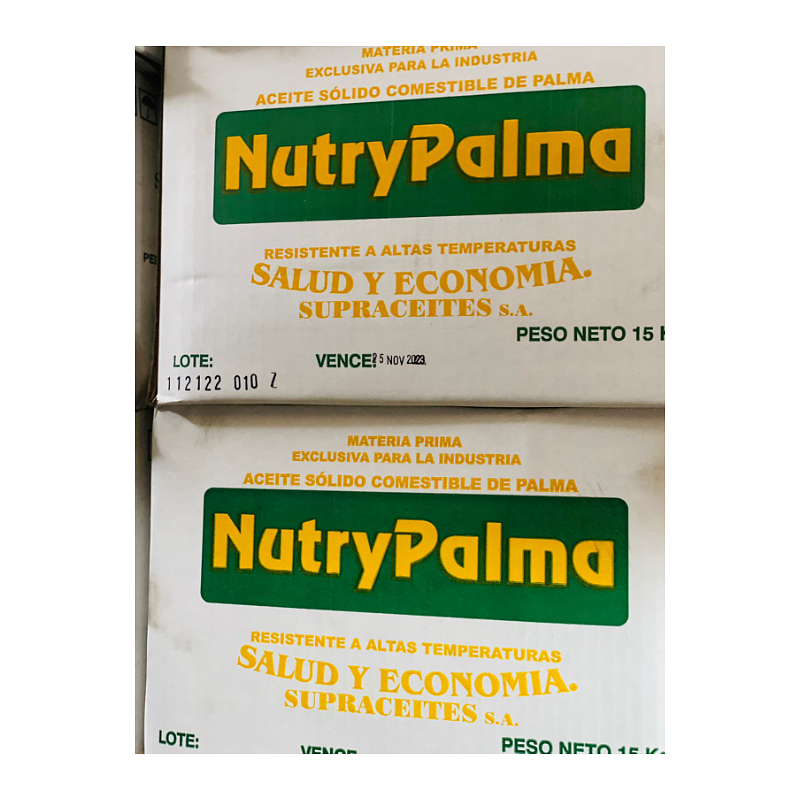 MATERIA PRIMA
EXCLUSIVA PARA LA INDUSTRIA
ACEITE SÓLIDO COMESTIBLE DE PALMA
NutryPalma
RESISTENTE A ALTAS TEMPERATURAS
SALUD Y ECONOMIA.
SUPRACEITES S.A.
PESO NETO 15 K
LOTE: VENCE: 25 NOV 2023
112122 010 Z
MATERIA PRIMA
EXCLUSIVA PARA LA INDUSTRIA
ACEITE SÓLIDO COMESTIBLE DE PALMA
NutryPalma
RESISTENTE A ALTAS TEMPERATURAS
SALUD Y ECONOMIA.
SUPRACEITES S.A.
LOTE: VENCE PESO NETO 15 K